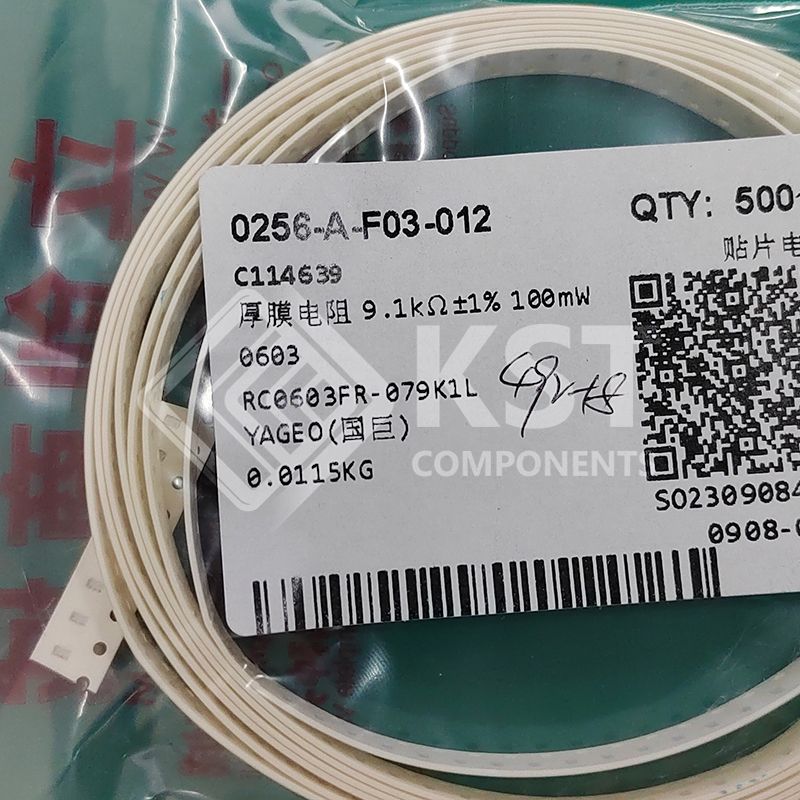 0256-A-F03-012
QTY: 500
C114639
贴片电
厚膜电阻 9.1kΩ±1% 100mW
0603
RC0603FR-079K1L
YAGEO(国巨)
0.0115KG
KST
COMPONENTS
SO2309084
0908-